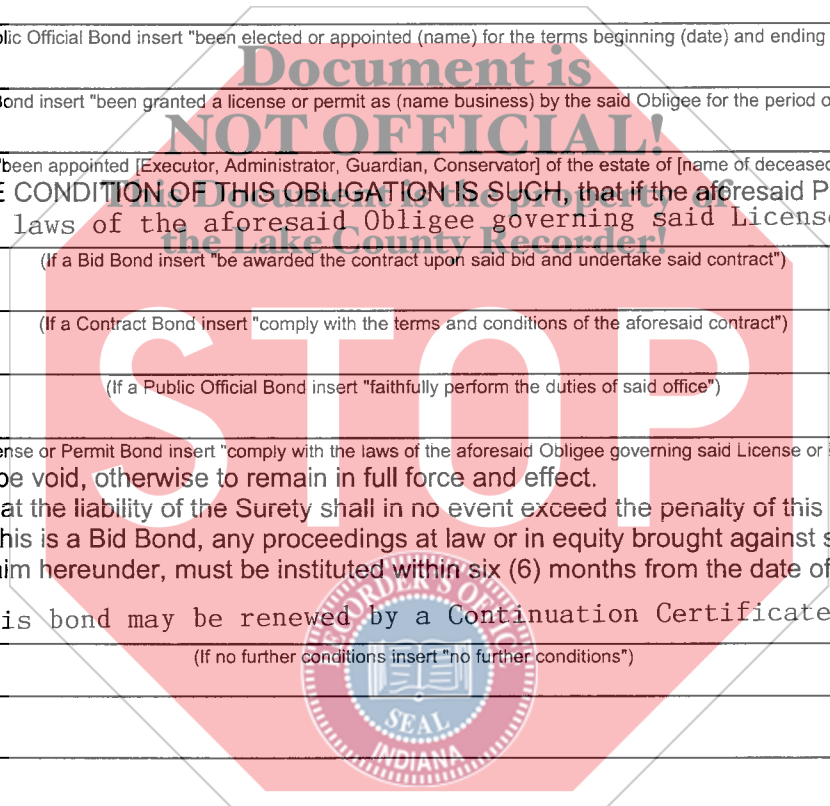 lic Official Bond insert "been elected or appointed (name) for the terms beginning (date) and ending
Document is
ond insert "been granted a license or permit as (name business) by the said Obligee for the period o
NOT OFFICIAL!
"been appointed [Executor, Administrator, Guardian, Conservator] of the estate of [name of deceased
E CONDITION OF THIS OBLIGATION IS SUCH, that if the aforesaid P
This Document is the property of
laws of the aforesaid Obligee governing said License
the Lake County Recorder!
(If a Bid Bond insert "be awarded the contract upon said bid and undertake said contract")
(If a Contract Bond insert "comply with the terms and conditions of the aforesaid contract")
STOP
(If a Public Official Bond insert "faithfully perform the duties of said office")
ense or Permit Bond insert "comply with the laws of the aforesaid Obligee governing said License or
be void, otherwise to remain in full force and effect.
at the liability of the Surety shall in no event exceed the penalty of this
his is a Bid Bond, any proceedings at law or in equity brought against s
im hereunder, must be instituted within six (6) months from the date of
is bond may be renewed by a Continuation Certificate
(If no further conditions insert "no further conditions")
RECORDER'S OFFICE
SEAL
INDIANA